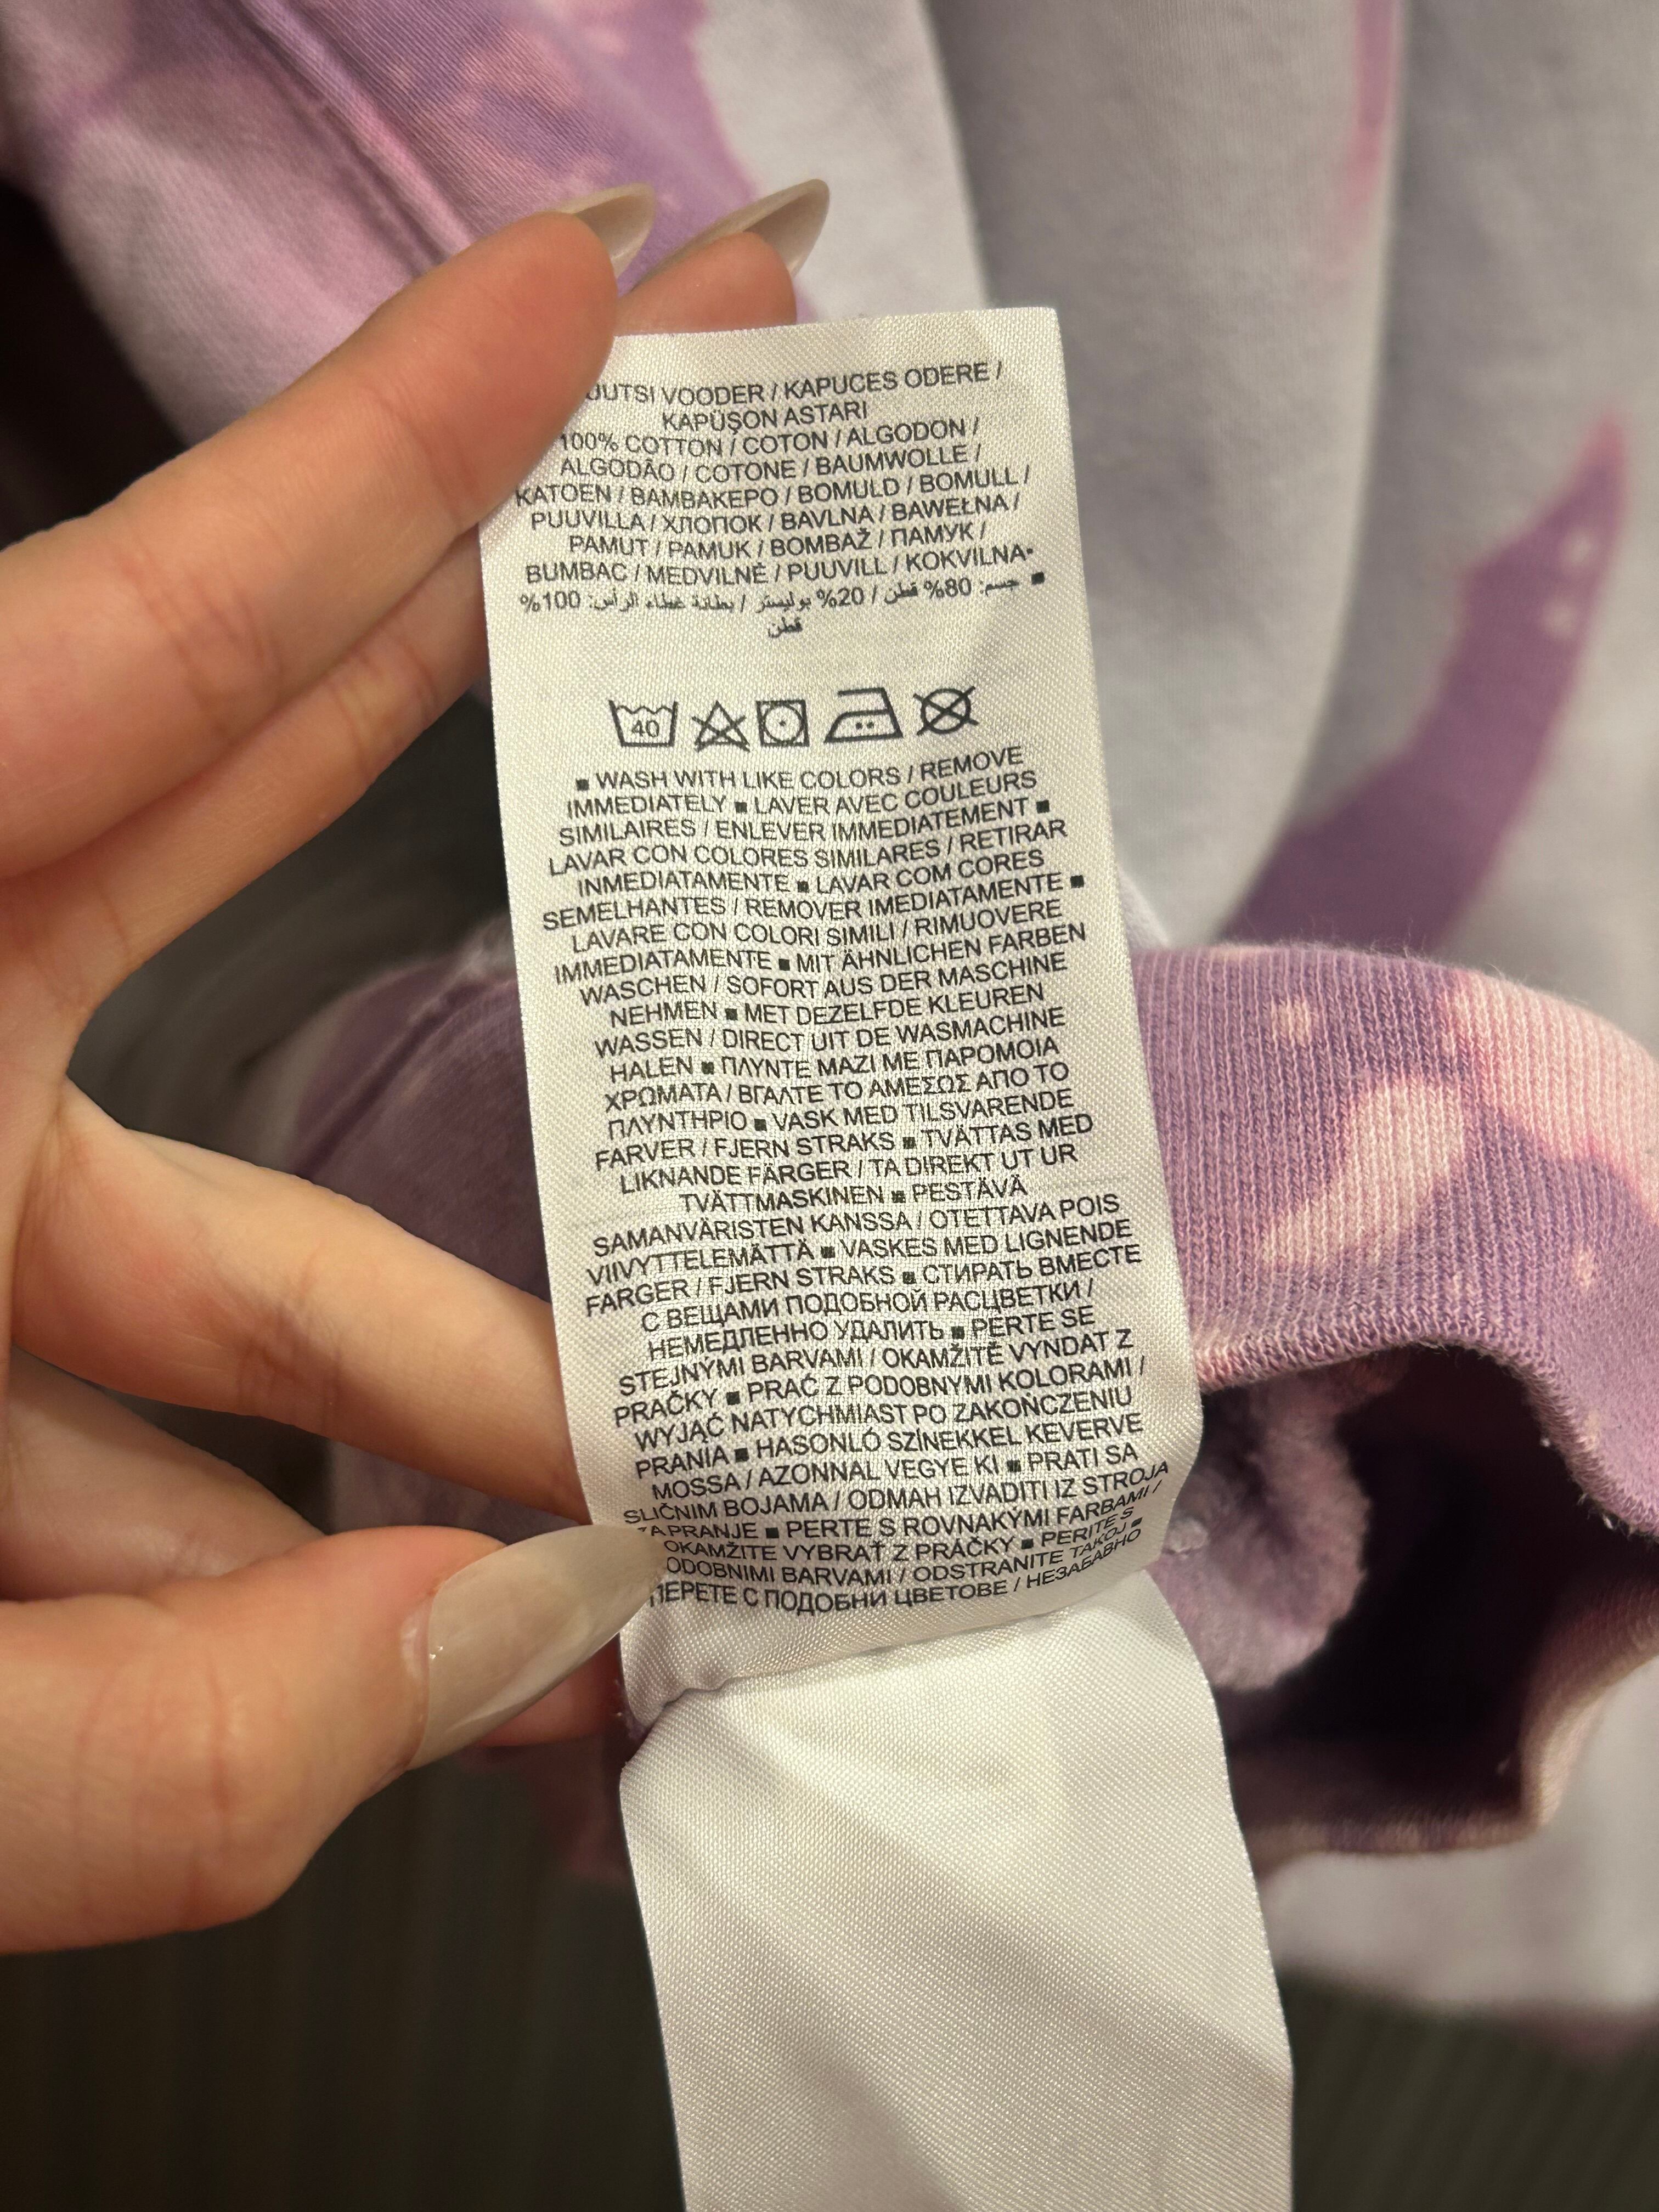 VOODER / KAPUCES ODERE /
KAPÜŞON ASTARI
100% COTTON / COTON / ALGODON /
ALGODÃO / COTONE / BAUMWOLLE /
KATOEN / BAMBAKEPO / BOMULD / BOMULL /
PUUVILLA / ХЛОПОК / BAVLNA / BAWEŁNA /
PAMUT / PAMUK / BOMBAŽ / ПАМУК /
BUMBAC / MEDVILNĖ / PUUVILL / KOKVILNA▪
▪ جسم: 80% قطن / 20% بوليستر / بطانة غطاء الرأس: 100%
قطن
40
▪ WASH WITH LIKE COLORS / REMOVE
IMMEDIATELY ▪ LAVER AVEC COULEURS
SIMILAIRES / ENLEVER IMMEDIATEMENT ▪
LAVAR CON COLORES SIMILARES / RETIRAR
INMEDIATAMENTE ▪ LAVAR COM CORES
SEMELHANTES / REMOVER IMEDIATAMENTE ▪
LAVARE CON COLORI SIMILI / RIMUOVERE
IMMEDIATAMENTE ▪ MIT ÄHNLICHEN FARBEN
WASCHEN / SOFORT AUS DER MASCHINE
NEHMEN ▪ MET DEZELFDE KLEUREN
WASSEN / DIRECT UIT DE WASMACHINE
HALEN ▪ ΠΛΥΝΤΕ ΜΑΖΙ ΜΕ ΠΑΡΟΜΟΙΑ
ΧΡΩΜΑΤΑ / ΒΓΑΛΤΕ ΤΟ ΑΜΕΣΩΣ ΑΠΟ ΤΟ
ΠΛΥΝΤΗΡΙΟ ▪ VASK MED TILSVARENDE
FARVER / FJERN STRAKS ▪ TVÄTTAS MED
LIKNANDE FÄRGER / TA DIREKT UT UR
TVÄTTMASKINEN ▪ PESTÄVÄ
SAMANVÄRISTEN KANSSA / OTETTAVA POIS
VIIVYTTELEMÄTTÄ ▪ VASKES MED LIGNENDE
FARGER / FJERN STRAKS ▪ СТИРАТЬ ВМЕСТЕ
С ВЕЩАМИ ПОДОБНОЙ РАСЦВЕТКИ /
НЕМЕДЛЕННО УДАЛИТЬ ▪ PERTE SE
STEJNÝMI BARVAMI / OKAMŽITĚ VYNDAT Z
PRAČKY ▪ PRAĆ Z PODOBNYMI KOLORAMI /
WYJĄĆ NATYCHMIAST PO ZAKOŃCZENIU
PRANIA ▪ HASONLÓ SZÍNEKKEL KEVERVE
MOSSA / AZONNAL VEGYE KI ▪ PRATI SA
SLIČNIM BOJAMA / ODMAH IZVADITI IZ STROJA
ZA PRANJE ▪ PERTE S ROVNAKÝMI FARBAMI /
OKAMŽITE VYBRAŤ Z PRÁČKY ▪ PERITE S
BARVAMI / ODSTRANITE TAKOJ ▪
ПЕРЕТЕ С ПОДОБНИ ЦВЕТОВЕ / НЕЗАБАВНО